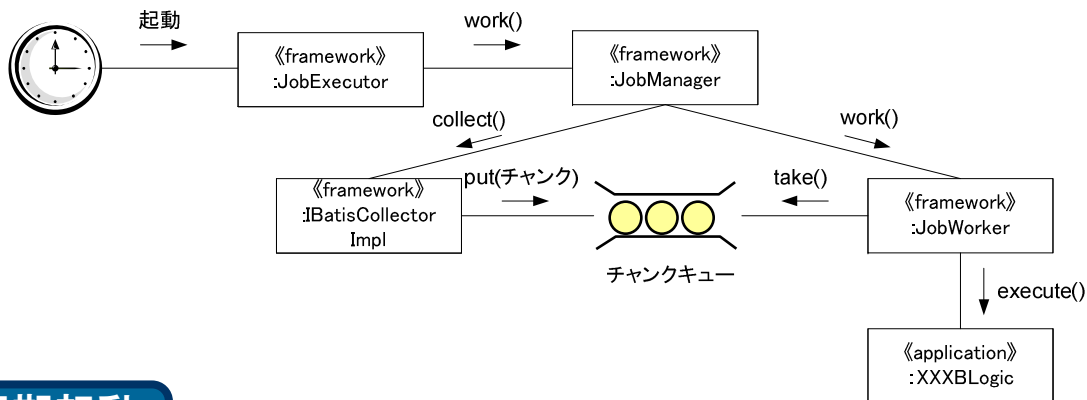 起動
work()
《framework》
:JobExecutor
《framework》
:JobManager
collect()
work()
《framework》
:IBatisCollector
Impl
put(チャンク)
take()
《framework》
:JobWorker
チャンクキュー
execute()
《application》
:XXXBLogic